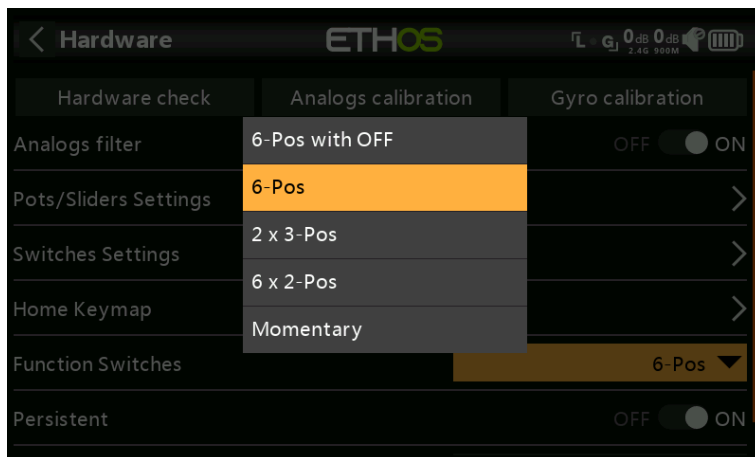 Hardware
ETHOS
L G 0dB 0dB
2.4G 900M
Hardware check Analogs calibration Gyro calibration
Analogs filter OFF ON
6-Pos with OFF
Pots/Sliders Settings
6-Pos
Switches Settings
2 x 3-Pos
6 x 2-Pos
Home Keymap
Momentary
Function Switches 6-Pos
Persistent OFF ON